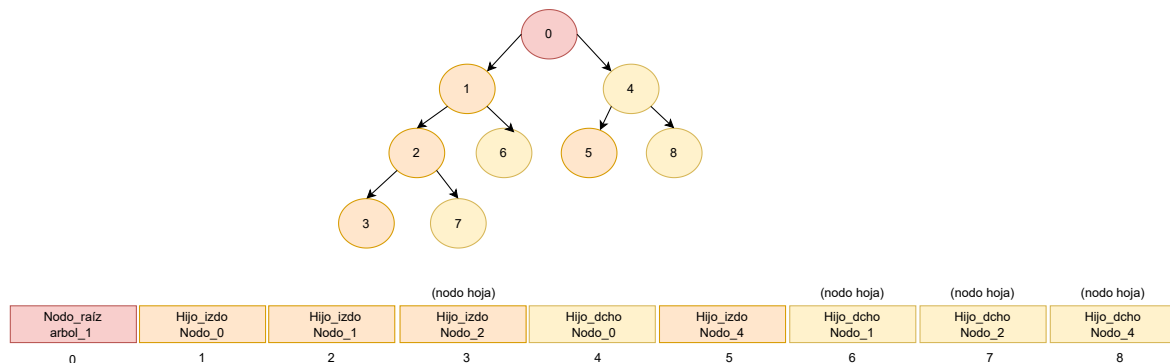 0
1
4
2
6
5
8
3
7
(nodo hoja)
(nodo hoja)
(nodo hoja)
(nodo hoja)
Nodo_raíz
arbol_1
Hijo_izdo
Nodo_0
Hijo_izdo
Nodo_1
Hijo_izdo
Nodo_2
Hijo_dcho
Nodo_0
Hijo_izdo
Nodo_4
Hijo_dcho
Nodo_1
Hijo_dcho
Nodo_2
Hijo_dcho
Nodo_4
0
1
2
3
4
5
6
7
8